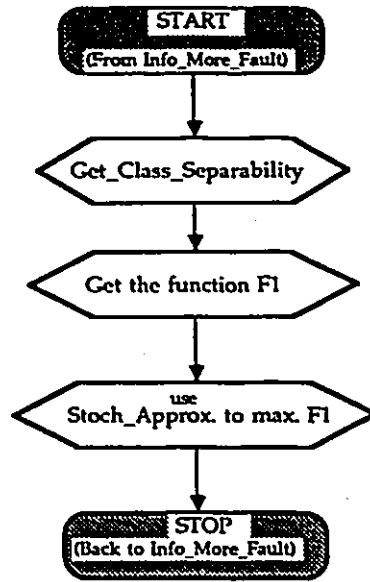 START
(From Info_More_Fault)
Get_Class_Separability
Get the function F1
use
Stoch_Approx. to max. F1
STOP
(Back to Info_More_Fault)